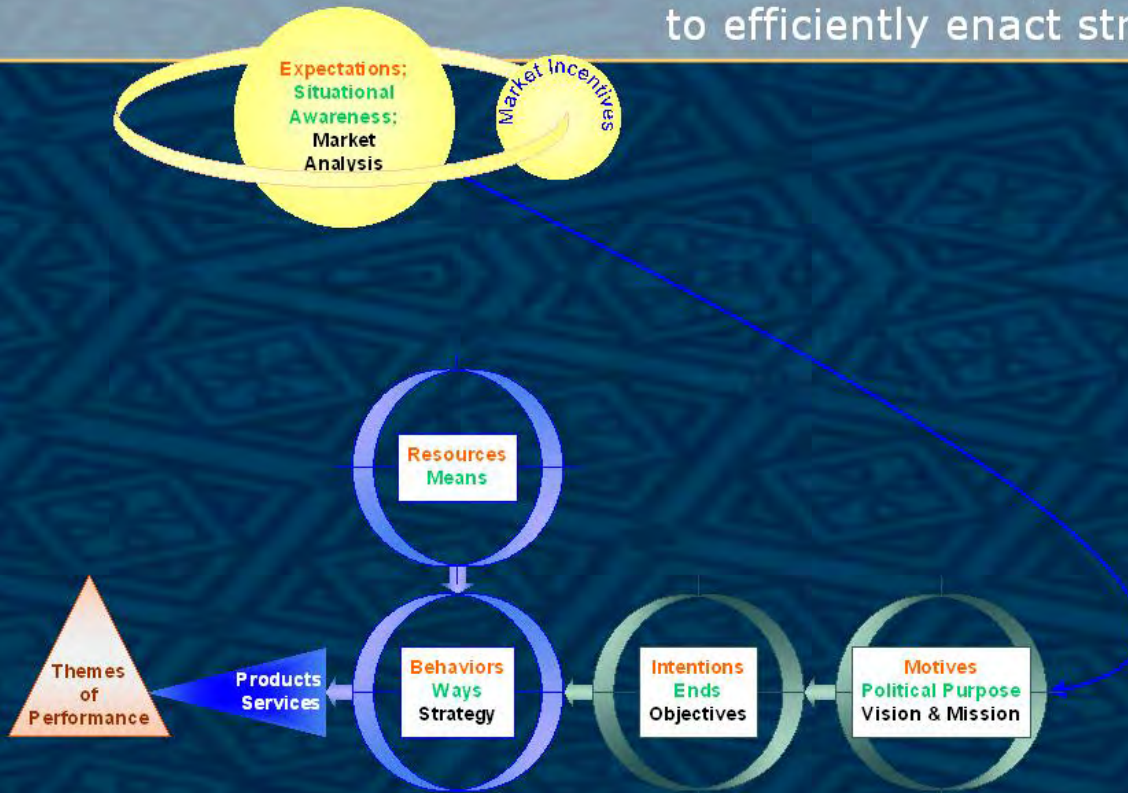 to efficiently enact str
Expectations;
Situational
Awareness;
Market
Analysis
Market Incentives
Resources
Means
Themes
of
Performance
Products
Services
Behaviors
Ways
Strategy
Intentions
Ends
Objectives
Motives
Political Purpose
Vision & Mission